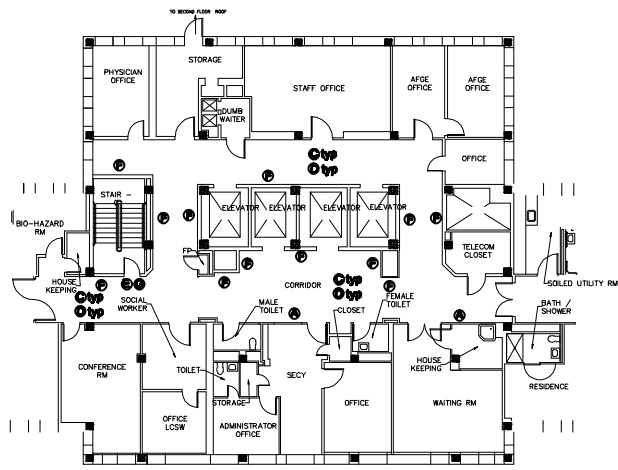 TO SECOND FLOOR ROOF
PHYSICIAN
OFFICE
STORAGE
STAFF OFFICE
AFGE
OFFICE
AFGE
OFFICE
DUMB
WAITER
C typ
O typ
OFFICE
P
P
STAIR
ELEVATOR
ELEVATOR
ELEVATOR
ELEVATOR
P
P
P
P
BIO-HAZARD
RM
P
P
FP
P
P
TELECOM
CLOSET
HOUSE
KEEPING
C typ
O typ
P
CORRIDOR
C typ
O typ
P
P
SOILED UTILITY RM
SOCIAL
WORKER
MALE
TOILET
A
CLOSET
FEMALE
TOILET
A
BATH /
SHOWER
CONFERENCE
RM
TOILET
SECY
HOUSE
KEEPING
RESIDENCE
STORAGE
OFFICE
LCSW
ADMINISTRATOR
OFFICE
OFFICE
WAITING RM